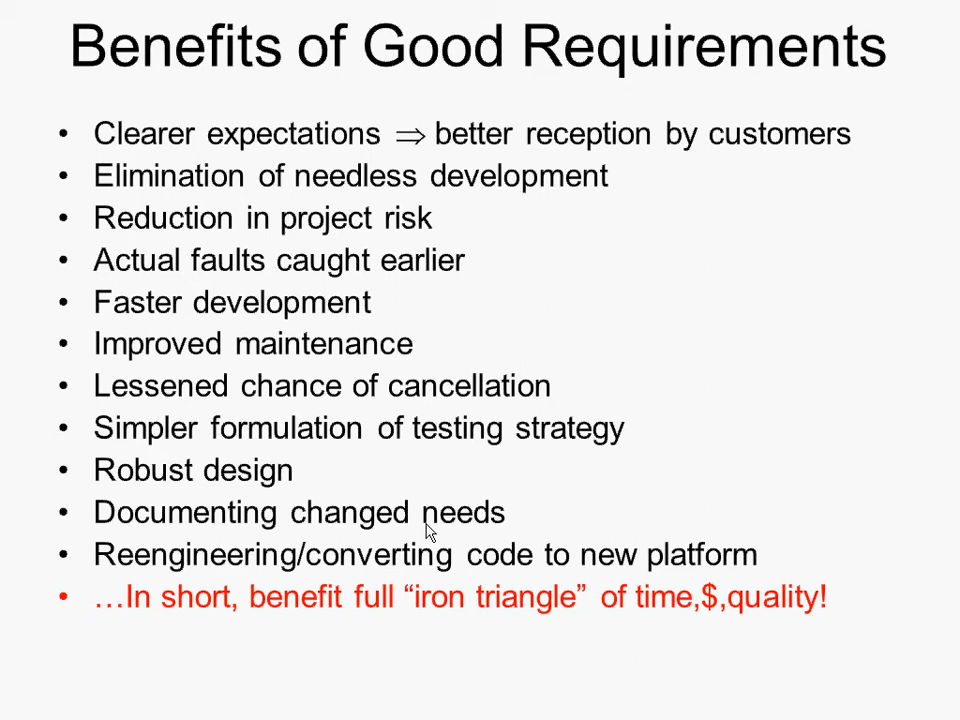 Benefits of Good Requirements
• Clearer expectations ⇒ better reception by customers
• Elimination of needless development
• Reduction in project risk
• Actual faults caught earlier
• Faster development
• Improved maintenance
• Lessened chance of cancellation
• Simpler formulation of testing strategy
• Robust design
• Documenting changed needs
• Reengineering/converting code to new platform
• …In short, benefit full “iron triangle” of time,$,quality!